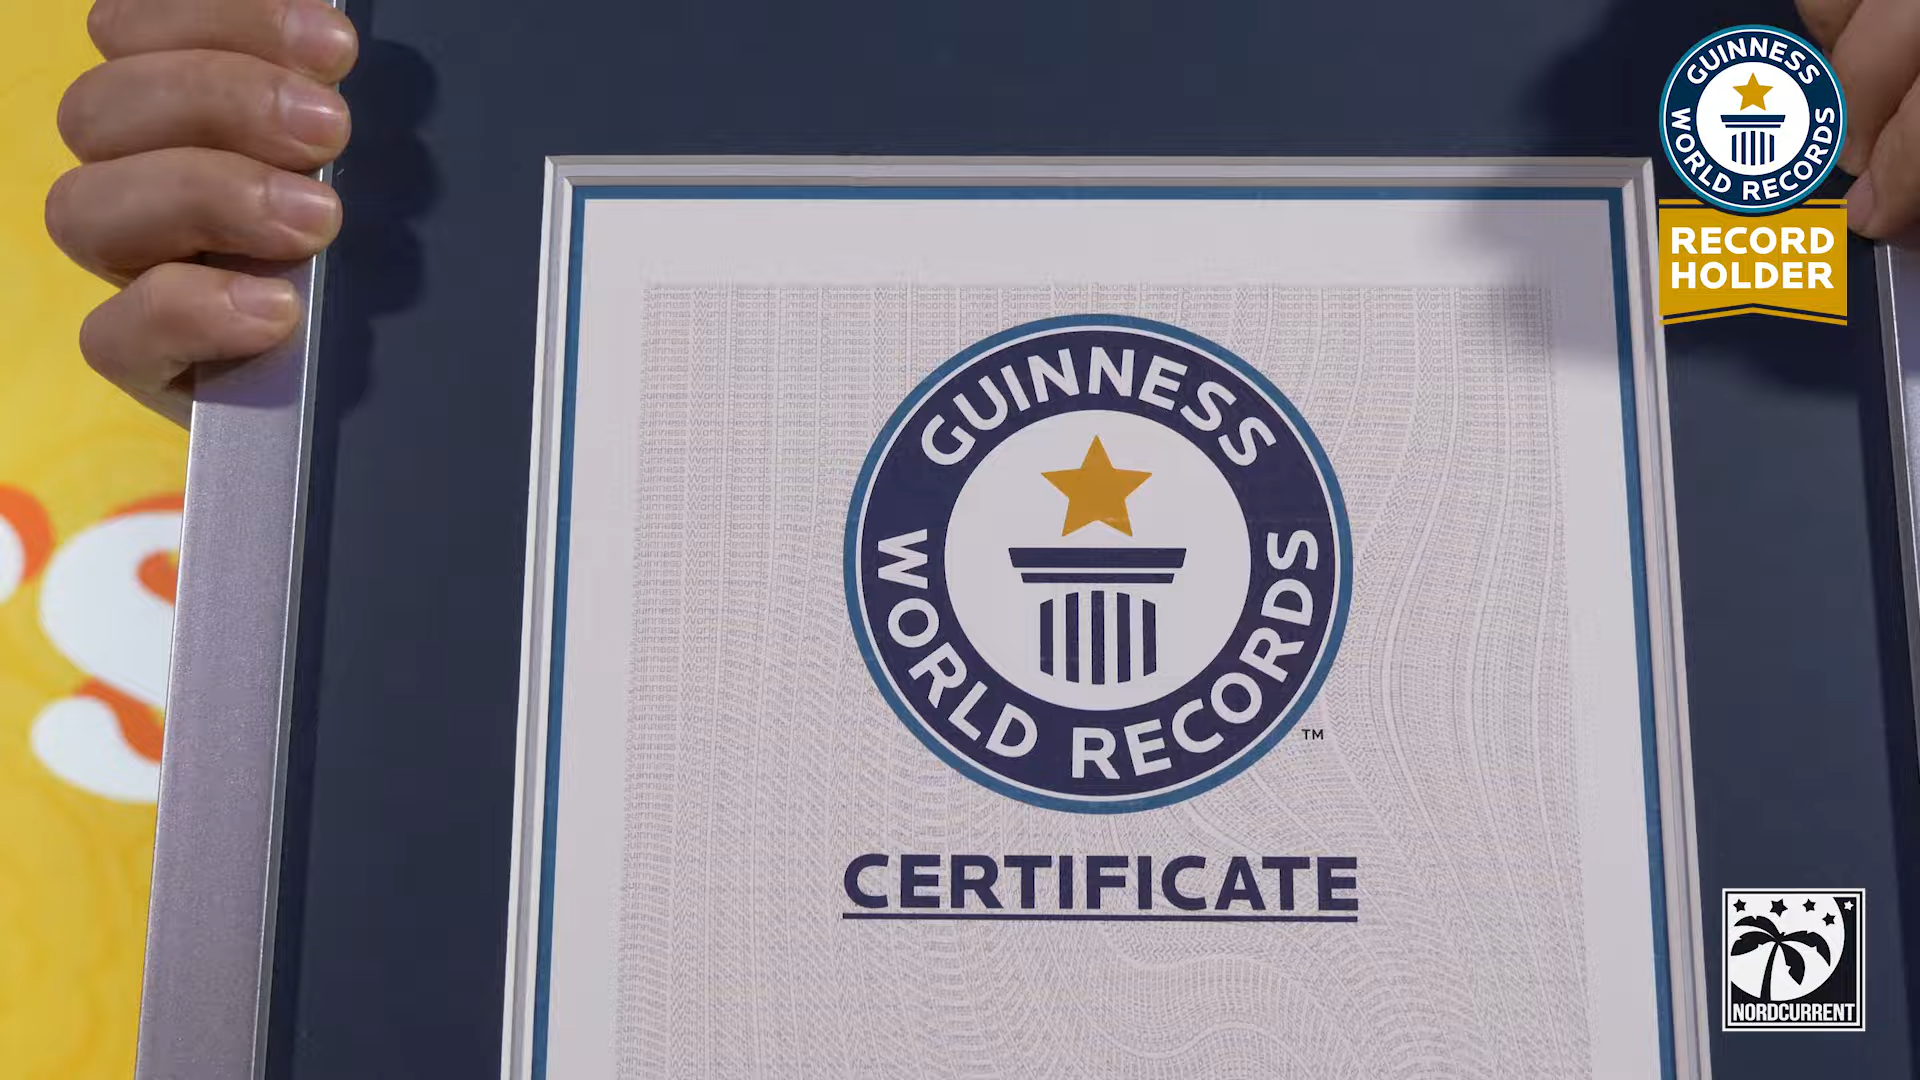 GUINNESS
WORLD RECORDS
RECORD
HOLDER
GUINNESS
WORLD RECORDS
TM
CERTIFICATE
NORDCURRENT